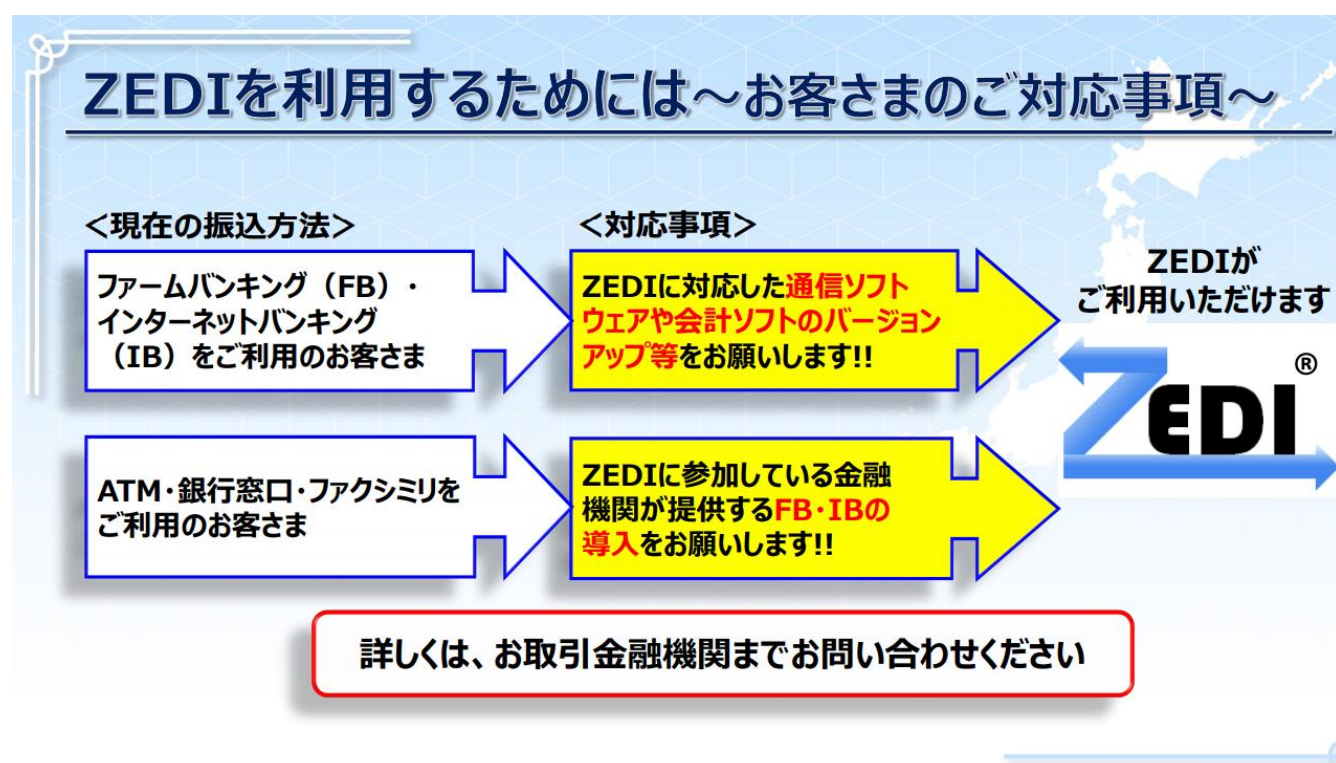 ZEDIを利用するためには～お客さまのご対応事項～
＜現在の振込方法＞
ファームバンキング（FB）・
インターネットバンキング
（IB）をご利用のお客さま
＜対応事項＞
ZEDIに対応した通信ソフト
ウェアや会計ソフトのバージョン
アップ等をお願いします!!
ZEDIが
ご利用いただけます
ZEDI®
ATM・銀行窓口・ファクシミリを
ご利用のお客さま
ZEDIに参加している金融
機関が提供するFB・IBの
導入をお願いします!!
詳しくは、お取引金融機関までお問い合わせください